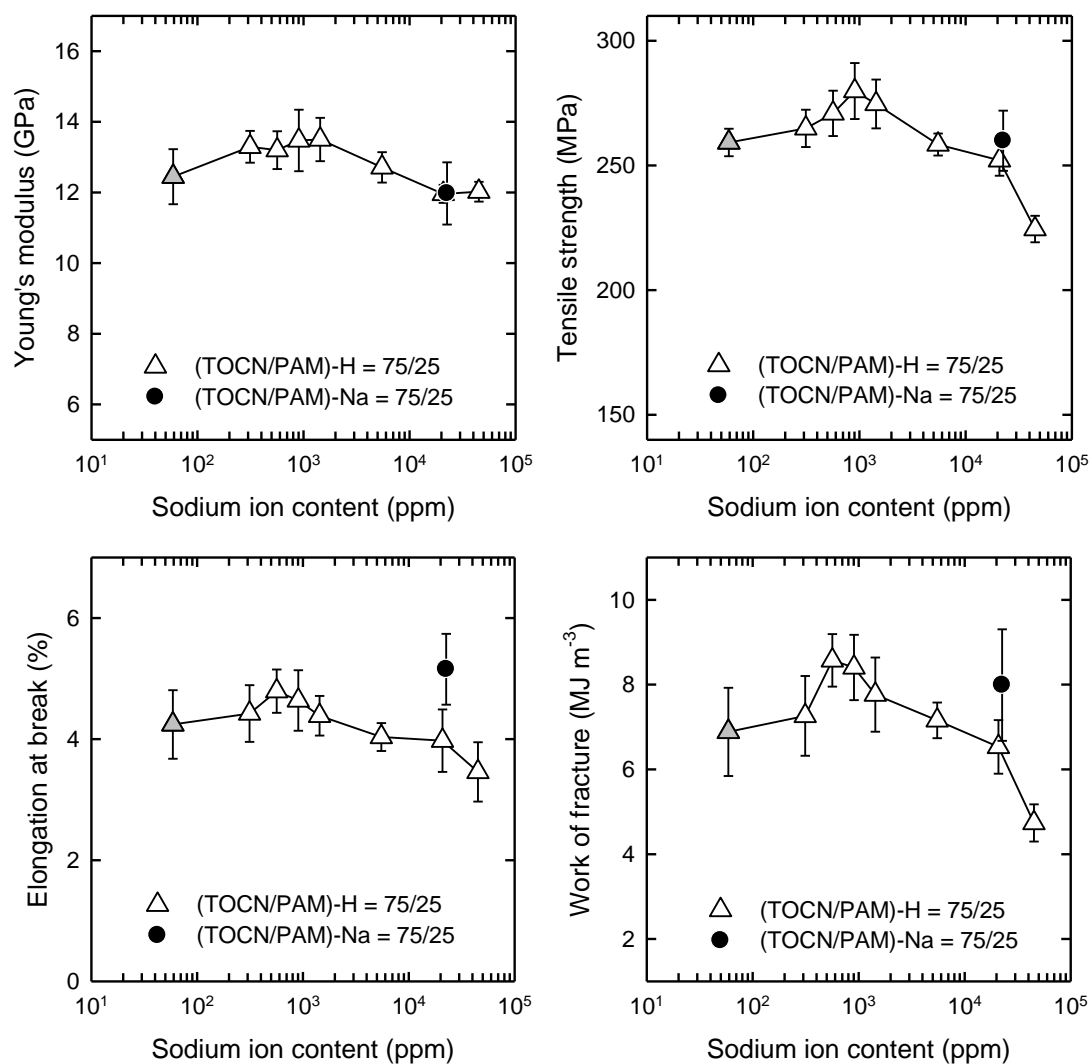 16
14
12
10
8
6
Young's modulus (GPa)
(TOCN/PAM)-H = 75/25
(TOCN/PAM)-Na = 75/25
10¹ 10² 10³ 10⁴ 10⁵
Sodium ion content (ppm)
300
250
200
150
Tensile strength (MPa)
(TOCN/PAM)-H = 75/25
(TOCN/PAM)-Na = 75/25
10¹ 10² 10³ 10⁴ 10⁵
Sodium ion content (ppm)
6
4
2
0
Elongation at break (%)
(TOCN/PAM)-H = 75/25
(TOCN/PAM)-Na = 75/25
10¹ 10² 10³ 10⁴ 10⁵
Sodium ion content (ppm)
10
8
6
4
2
Work of fracture (MJ m⁻³)
(TOCN/PAM)-H = 75/25
(TOCN/PAM)-Na = 75/25
10¹ 10² 10³ 10⁴ 10⁵
Sodium ion content (ppm)